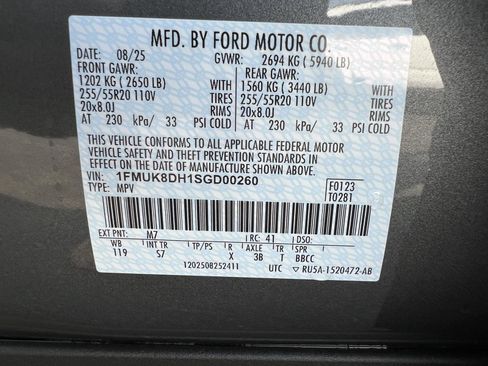 MFD. BY FORD MOTOR CO.
DATE: 08/25 GVWR: 2694 KG ( 5940 LB)
FRONT GAWR: REAR GAWR:
1202 KG ( 2650 LB) WITH 1560 KG ( 3440 LB) WITH
255/55R20 110V TIRES 255/55R20 110V TIRES
20x8.0J RIMS 20x8.0J RIMS
AT 230 kPa/ 33 PSI COLD AT 230 kPa/ 33 PSI COLD
THIS VEHICLE CONFORMS TO ALL APPLICABLE FEDERAL MOTOR
VEHICLE SAFETY AND THEFT PREVENTION STANDARDS IN
EFFECT ON THE DATE OF MANUFACTURE SHOWN ABOVE.
VIN: 1FMUK8DH1SGD00260 F0123
TYPE: MPV T0281
EXT PNT: M7 RC: 41 DSO:
WB INT TR TP/PS R AXLE TR SPR
119 S7 X 3B T BBCC
1202508252411 UTC RU5A-1520472-AB